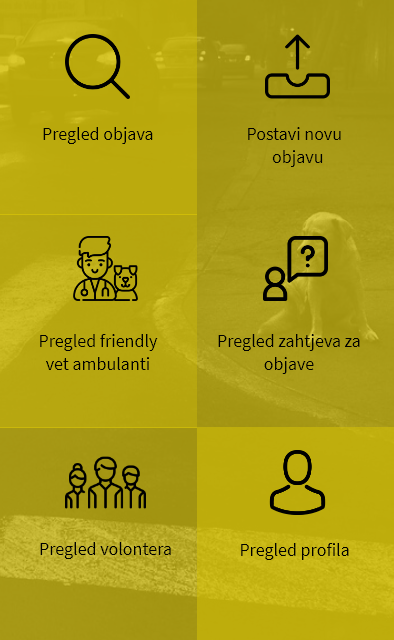 Pregled objava
Postavi novu
objavu
Pregled friendly
vet ambulanti
Pregled zahtjeva za
objave
Pregled volontera
Pregled profila